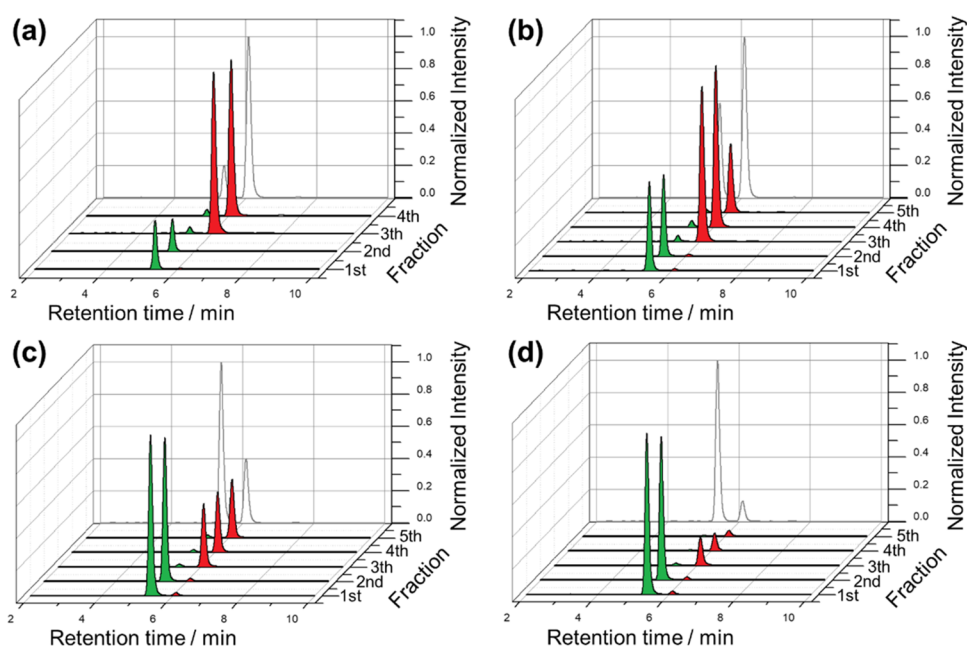 (a)
1.0
0.8
0.6
0.4
0.2
0.0
Normalized Intensity
4th
3th
2nd
1st
Fraction
2 4 6 8 10
Retention time / min
(b)
1.0
0.8
0.6
0.4
0.2
0.0
Normalized Intensity
5th
4th
3th
2nd
1st
Fraction
2 4 6 8 10
Retention time / min
(c)
1.0
0.8
0.6
0.4
0.2
0.0
Normalized Intensity
5th
4th
3th
2nd
1st
Fraction
2 4 6 8 10
Retention time / min
(d)
1.0
0.8
0.6
0.4
0.2
0.0
Normalized Intensity
5th
4th
3th
2nd
1st
Fraction
2 4 6 8 10
Retention time / min